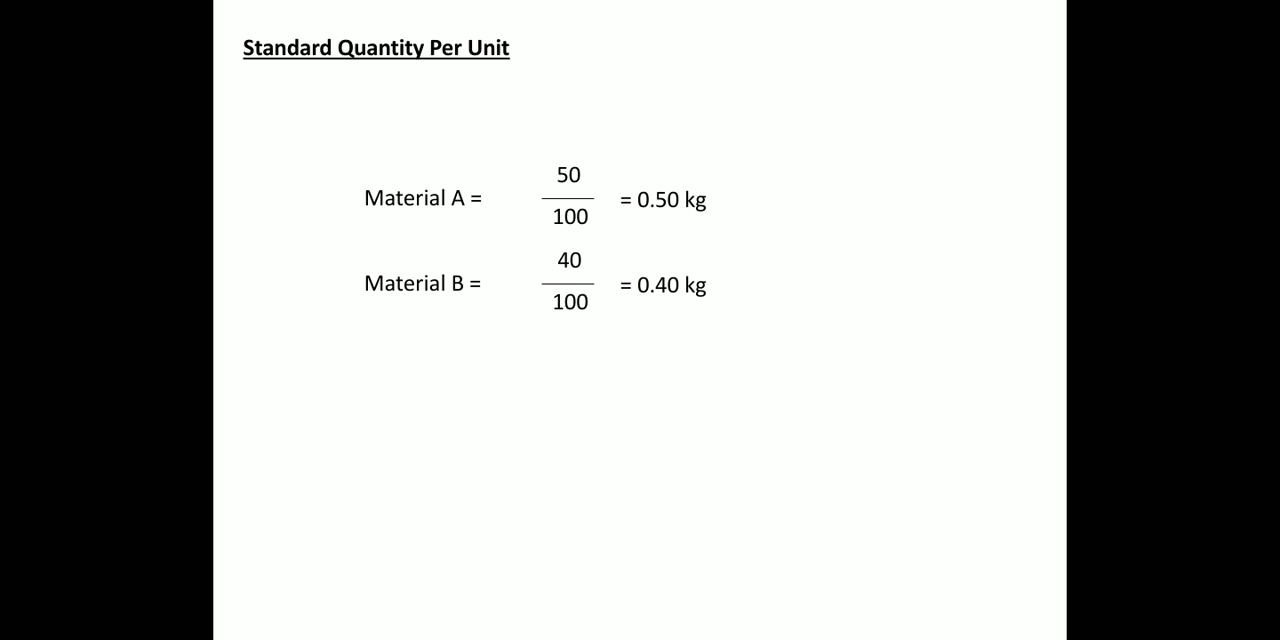 Standard Quantity Per Unit
50
Material A = = 0.50 kg
100
40
Material B = = 0.40 kg
100